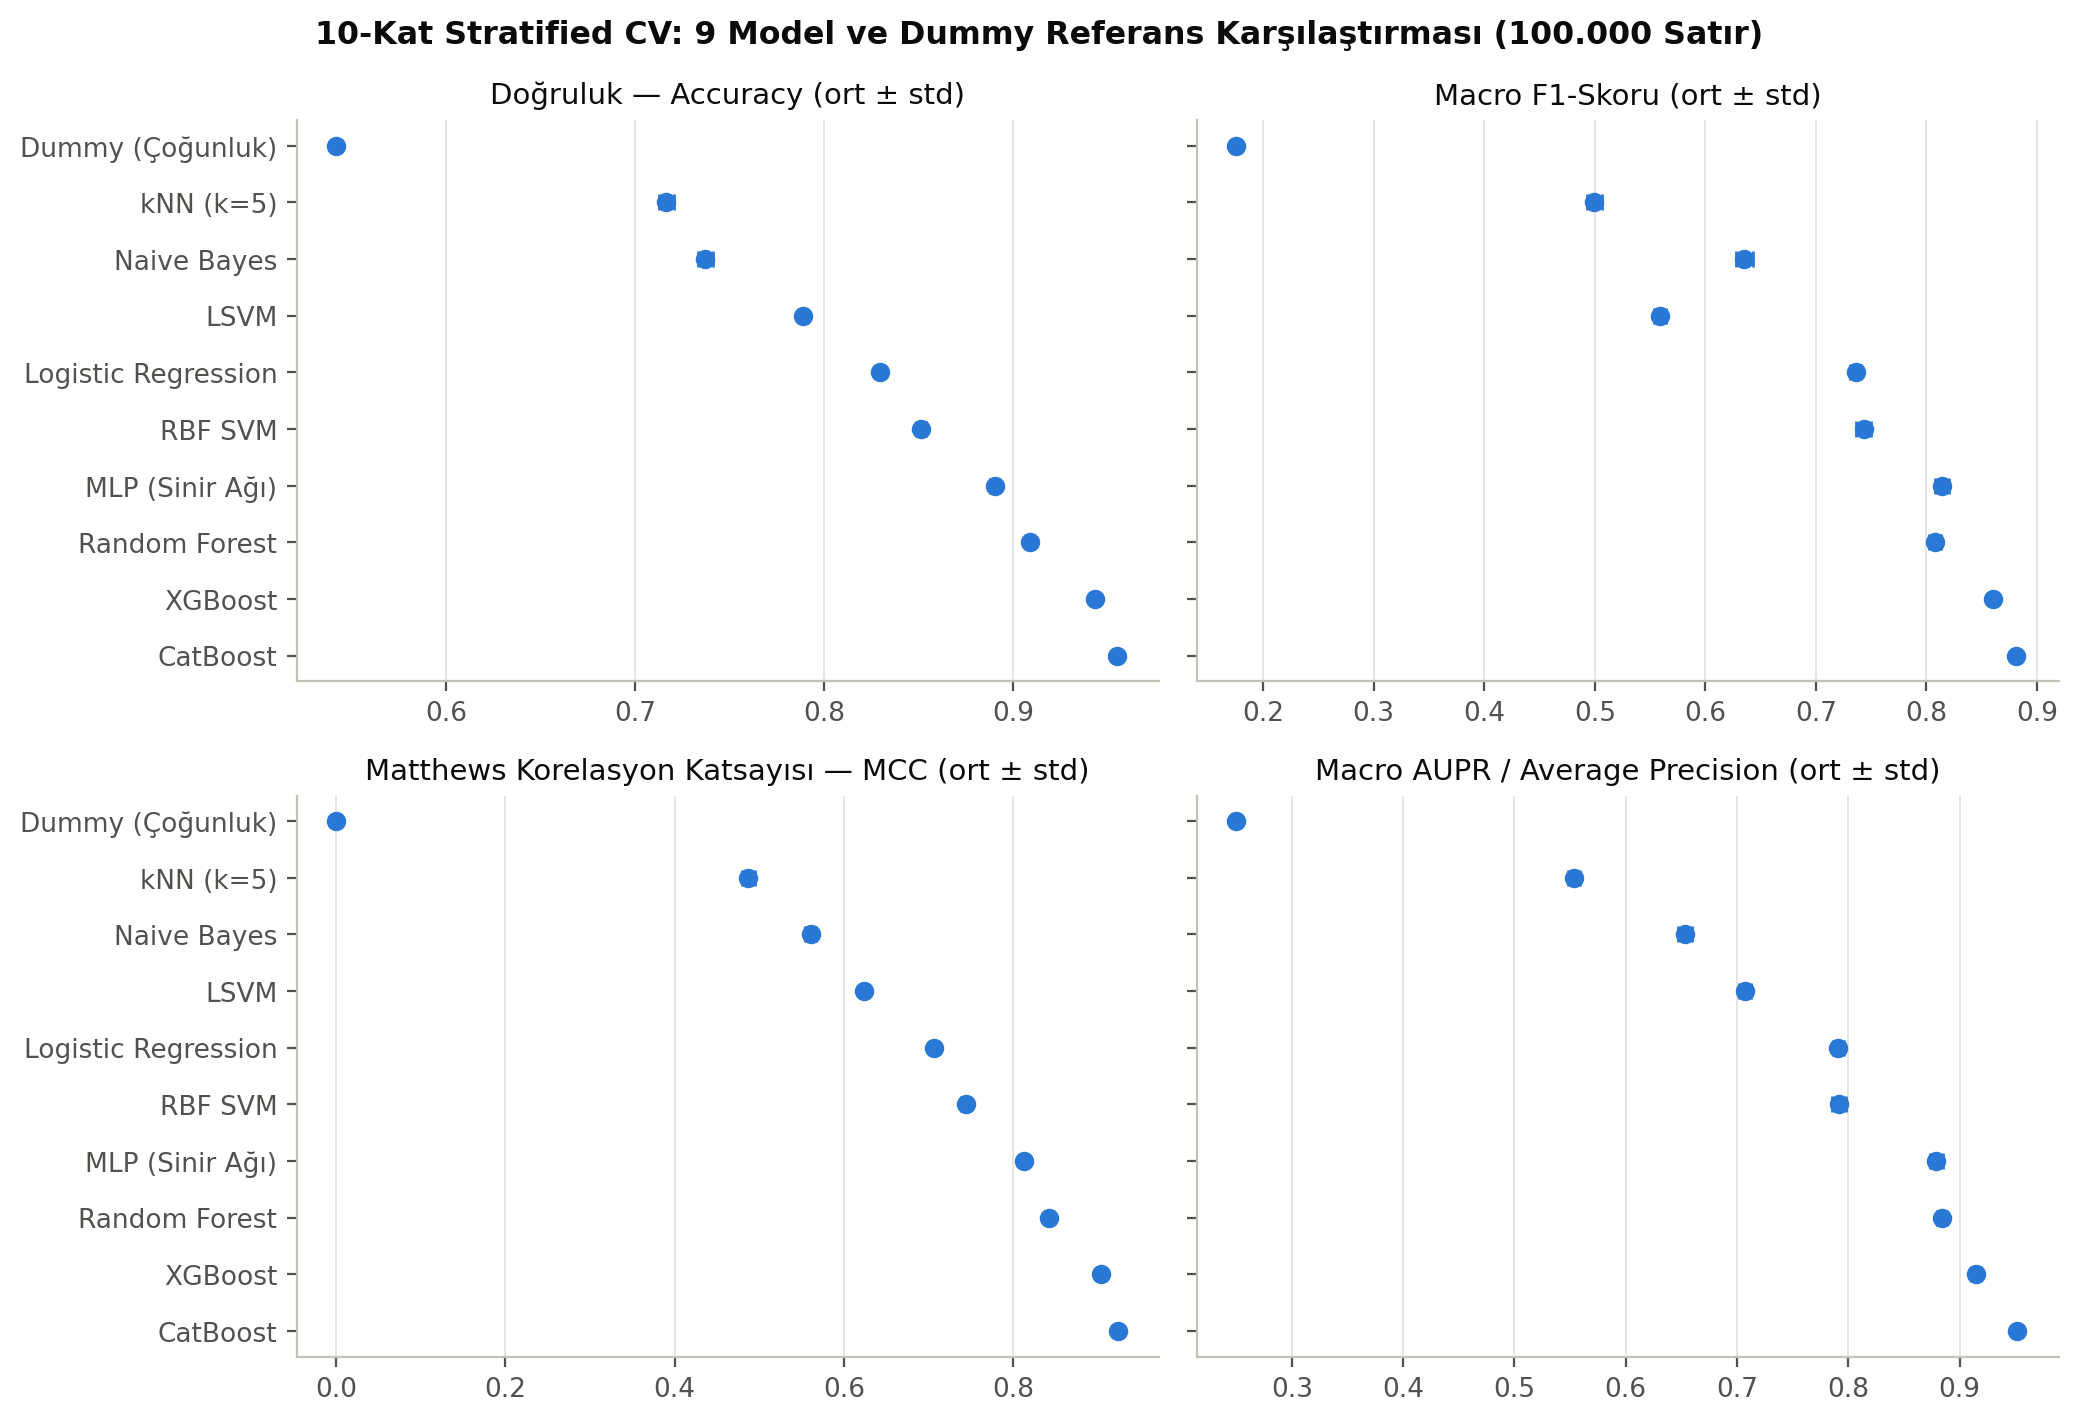 10-Kat Stratified CV: 9 Model ve Dummy Referans Karşılaştırması (100.000 Satır)
Doğruluk — Accuracy (ort ± std)
Dummy (Çoğunluk)
kNN (k=5)
Naive Bayes
LSVM
Logistic Regression
RBF SVM
MLP (Sinir Ağı)
Random Forest
XGBoost
CatBoost
0.6 0.7 0.8 0.9
Macro F1-Skoru (ort ± std)
0.2 0.3 0.4 0.5 0.6 0.7 0.8 0.9
Matthews Korelasyon Katsayısı — MCC (ort ± std)
Dummy (Çoğunluk)
kNN (k=5)
Naive Bayes
LSVM
Logistic Regression
RBF SVM
MLP (Sinir Ağı)
Random Forest
XGBoost
CatBoost
0.0 0.2 0.4 0.6 0.8
Macro AUPR / Average Precision (ort ± std)
0.3 0.4 0.5 0.6 0.7 0.8 0.9